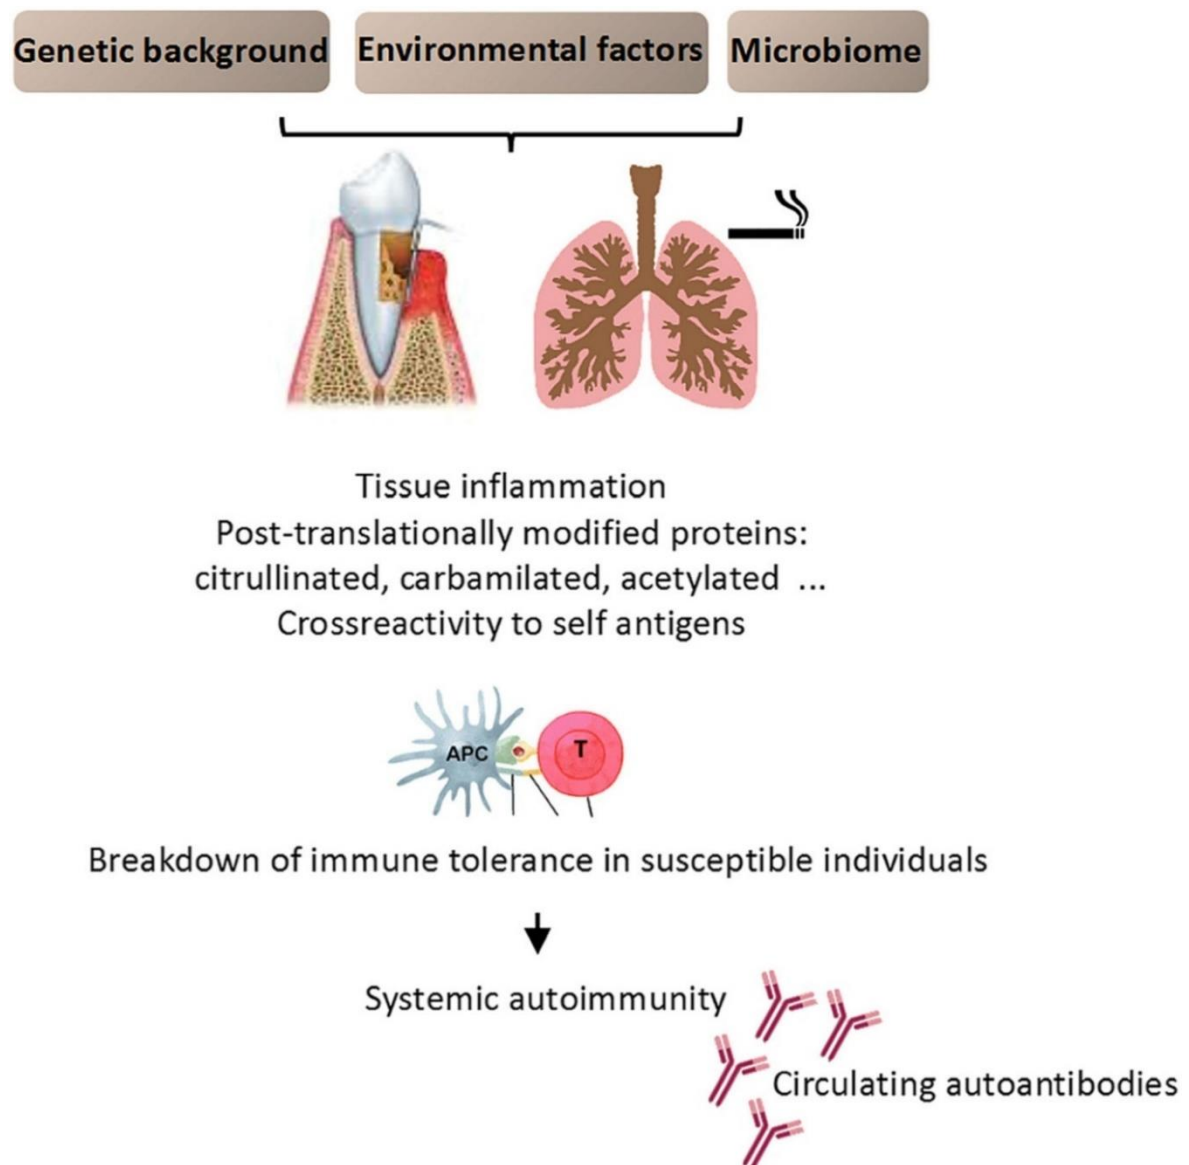 Genetic background
Environmental factors
Microbiome
Tissue inflammation
Post-translationally modified proteins:
citrullinated, carbamilated, acetylated ...
Crossreactivity to self antigens
APC
T
Breakdown of immune tolerance in susceptible individuals
Systemic autoimmunity
Circulating autoantibodies